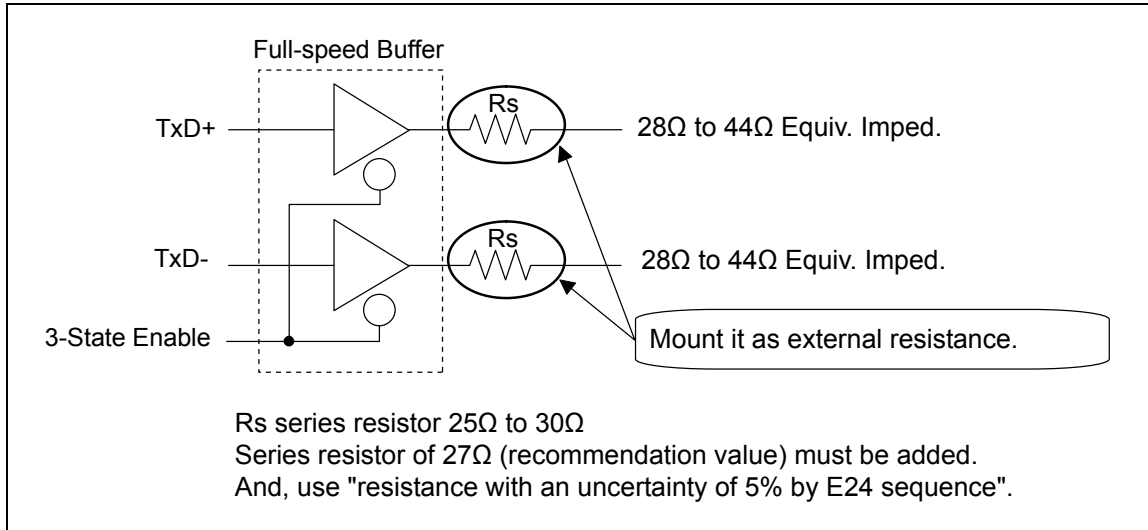 Full-speed Buffer
TxD+
Rs
28Ω to 44Ω Equiv. Imped.
TxD-
Rs
28Ω to 44Ω Equiv. Imped.
3-State Enable
Mount it as external resistance.
Rs series resistor 25Ω to 30Ω
Series resistor of 27Ω (recommendation value) must be added.
And, use "resistance with an uncertainty of 5% by E24 sequence".